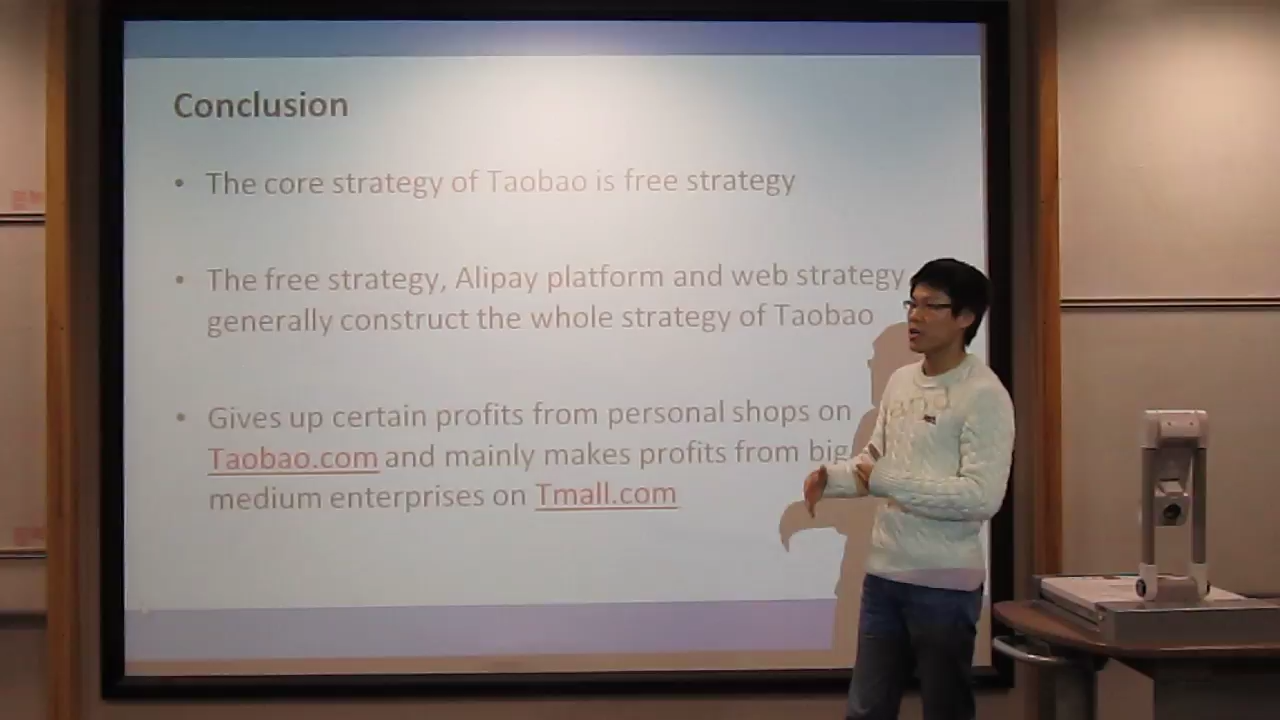 Conclusion
• The core strategy of Taobao is free strategy
• The free strategy, Alipay platform and web strategy
generally construct the whole strategy of Taobao
• Gives up certain profits from personal shops on
Taobao.com and mainly makes profits from big
and
medium enterprises on Tmall.com